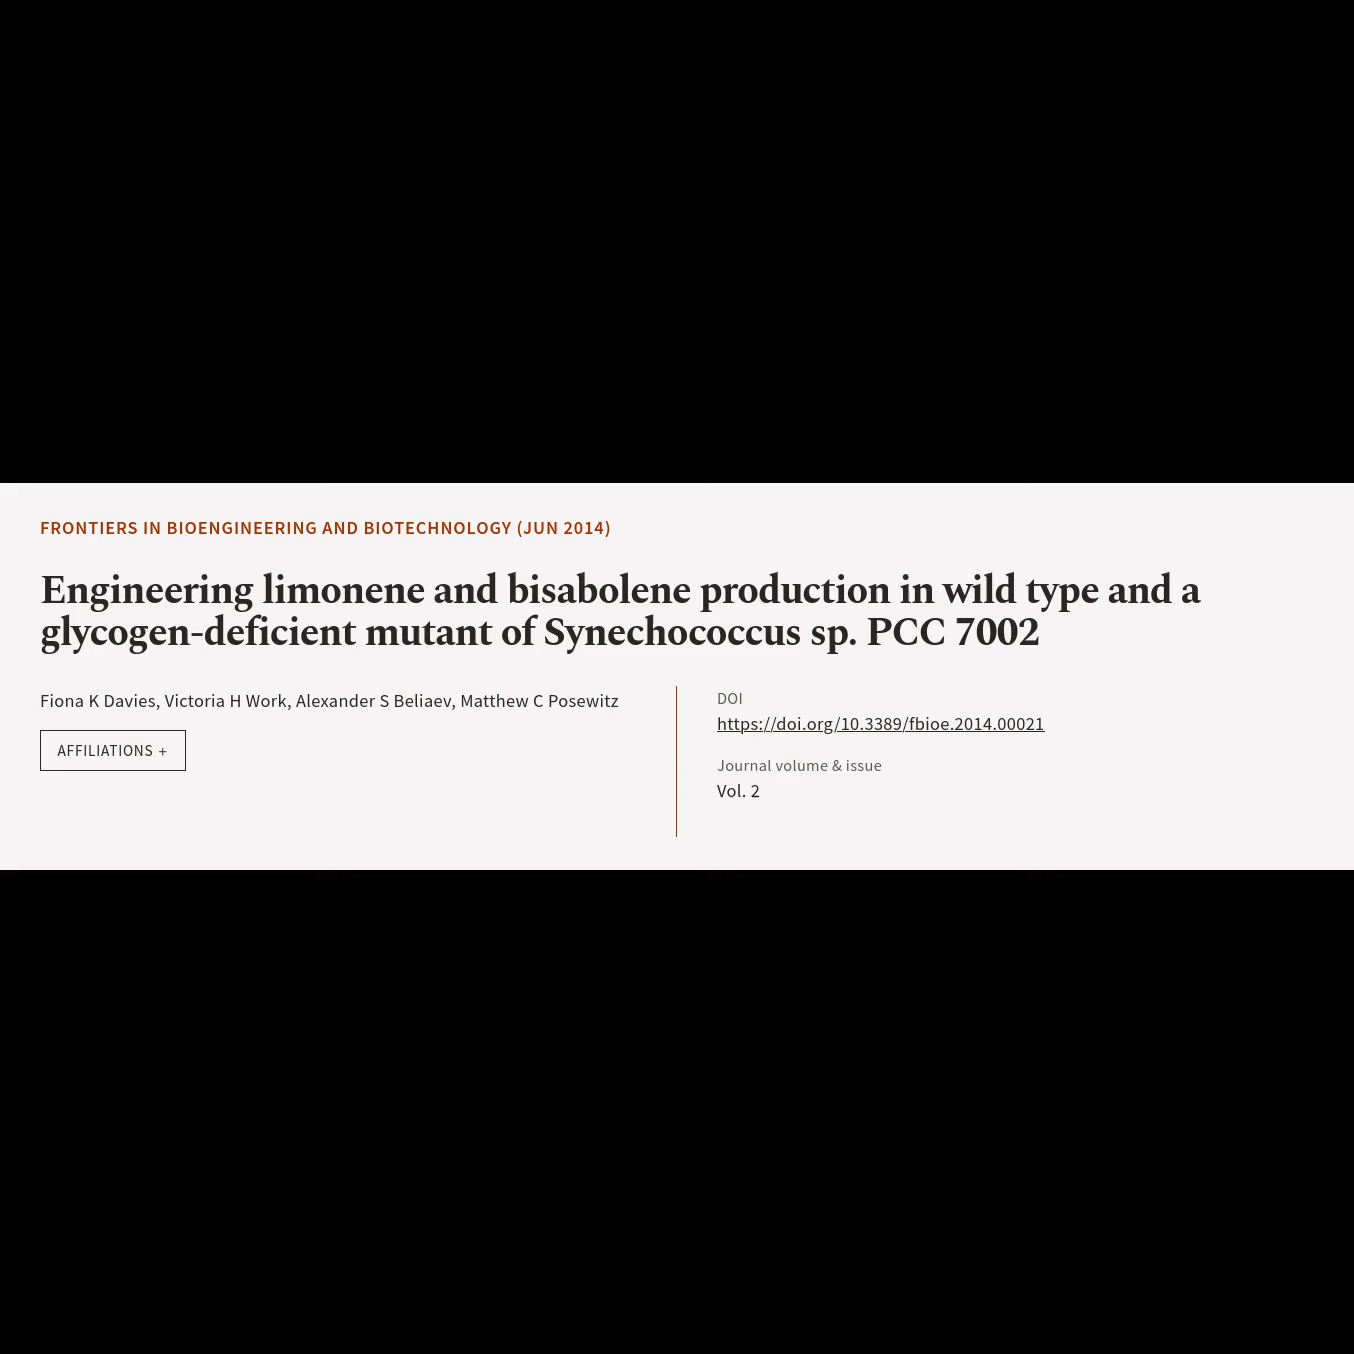 FRONTIERS IN BIOENGINEERING AND BIOTECHNOLOGY (JUN 2014)
Engineering limonene and bisabolene production in wild type and a
glycogen-deficient mutant of Synechococcus sp. PCC 7002
Fiona K Davies, Victoria H Work, Alexander S Beliaev, Matthew C Posewitz
AFFILIATIONS +
DOI
https://doi.org/10.3389/fbioe.2014.00021
Journal volume & issue
Vol. 2